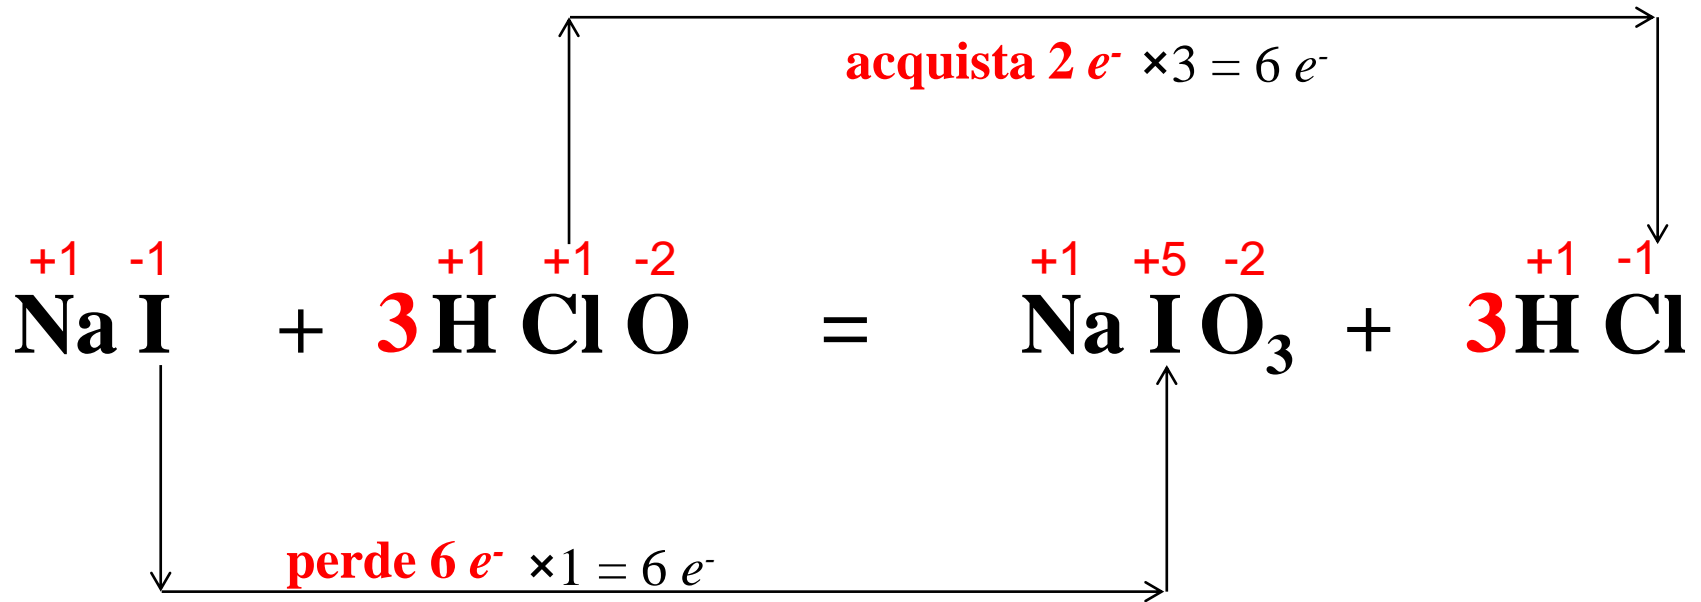 acquista 2 e⁻ ×3 = 6 e⁻
+1 -1 +1 +1 -2 +1 +5 -2 +1 -1
Na I + 3 H Cl O = Na I O₃ + 3 H Cl
perde 6 e⁻ ×1 = 6 e⁻